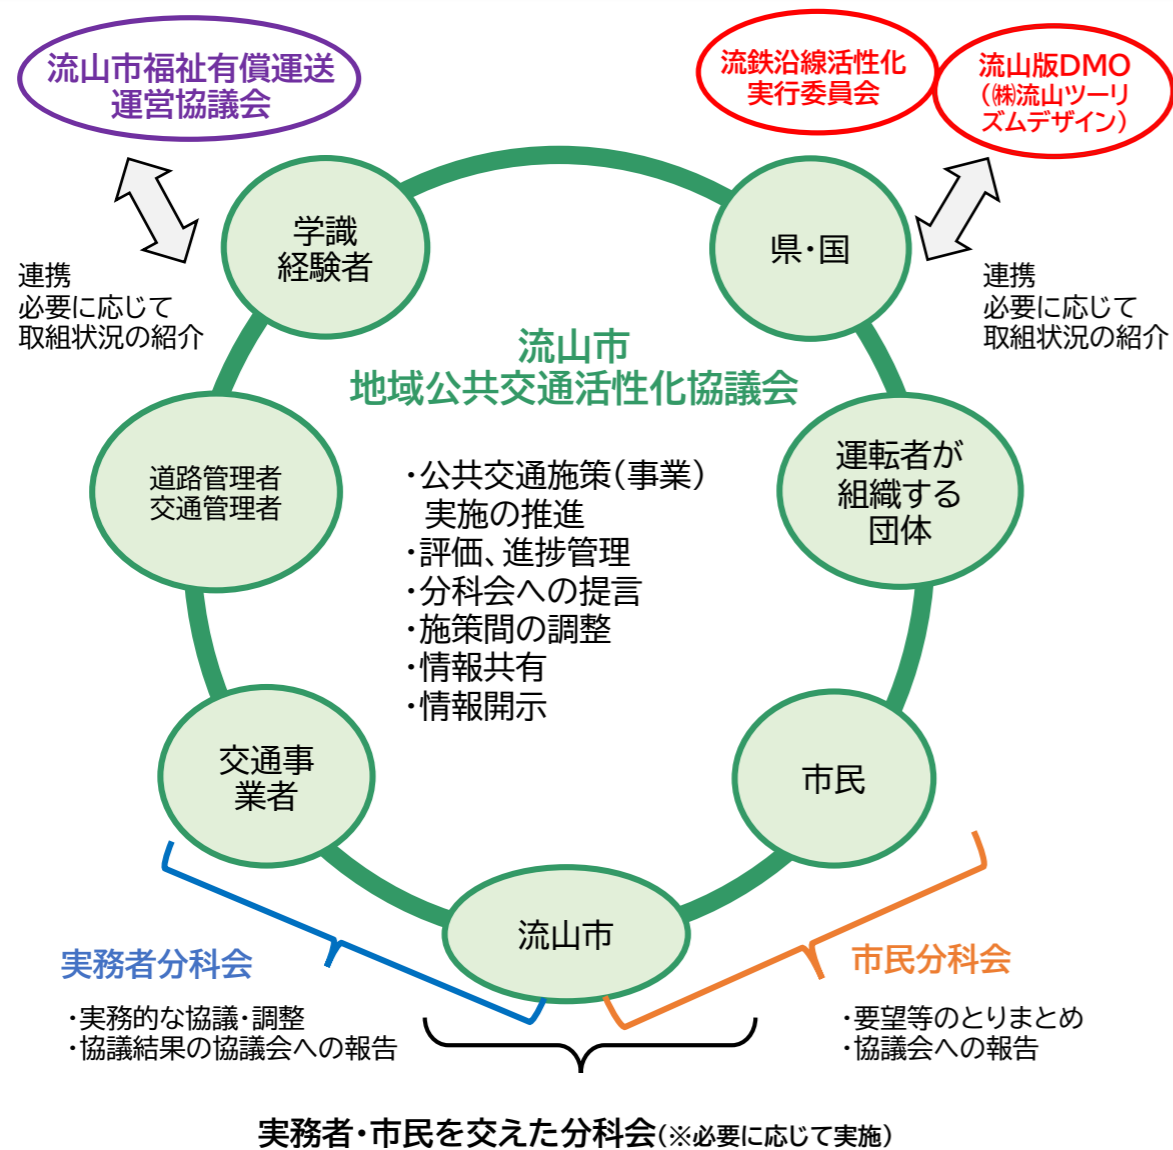 流山市福祉有償運送
運営協議会
流鉄沿線活性化
実行委員会
流山版DMO
(㈱流山ツーリ
ズムデザイン)
学識
経験者
県・国
連携
必要に応じて
取組状況の紹介
連携
必要に応じて
取組状況の紹介
流山市
地域公共交通活性化協議会
道路管理者
交通管理者
運転者が
組織する
団体
・公共交通施策(事業)
実施の推進
・評価、進捗管理
・分科会への提言
・施策間の調整
・情報共有
・情報開示
交通事
業者
市民
流山市
実務者分科会
・実務的な協議・調整
・協議結果の協議会への報告
市民分科会
・要望等のとりまとめ
・協議会への報告
実務者・市民を交えた分科会(※必要に応じて実施)